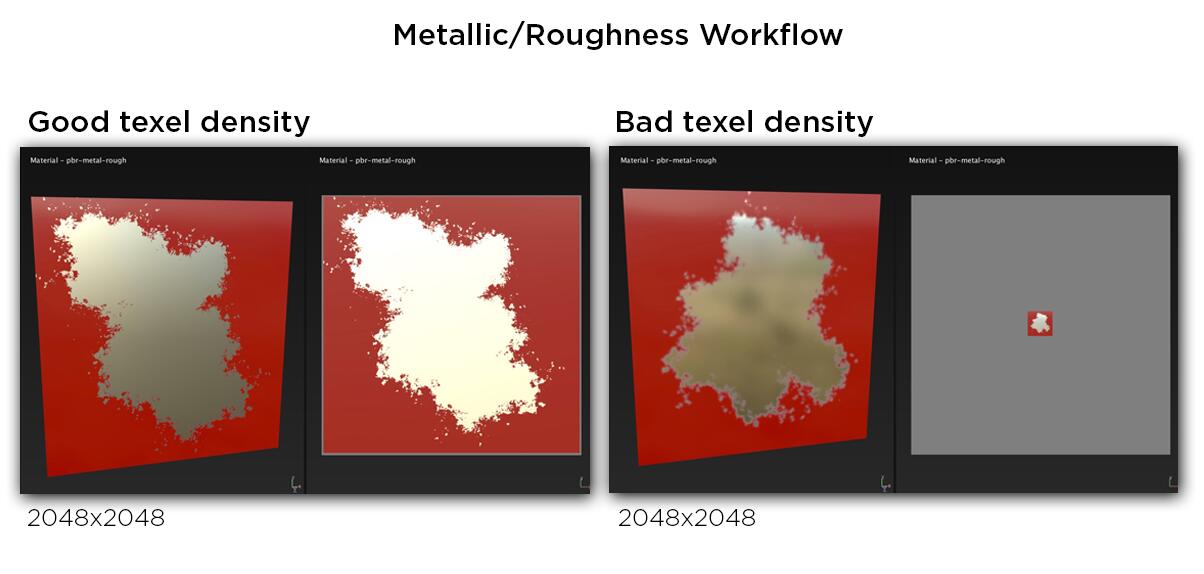 Metallic/Roughness Workflow
Good texel density
Material - pbr-metal-rough
Material - pbr-metal-rough
2048x2048
Bad texel density
Material - pbr-metal-rough
Material - pbr-metal-rough
2048x2048